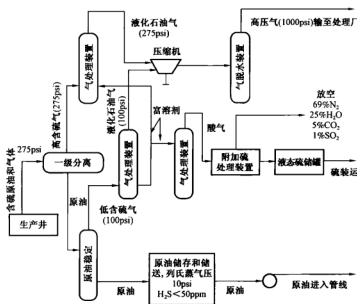 液化石油气
(275psi)
高压气(1000psi)输至处理厂
压缩机
气处理装置
气脱水装置
高含硫气(275psi)
液化石油气
(100psi)
富溶剂
放空
69%N₂
25%H₂O
5%CO₂
1%SO₂
酸气
275psi
含硫原油和气体
一级分离
气处理装置
气处理装置
附加硫
处理装置
液态硫储罐
硫装运
原油
低含硫气
(100psi)
生产井
原油稳定
原油
原油储存和储
送,列氏蒸气压
10psi
H₂S<50ppm
原油
原油进入管线